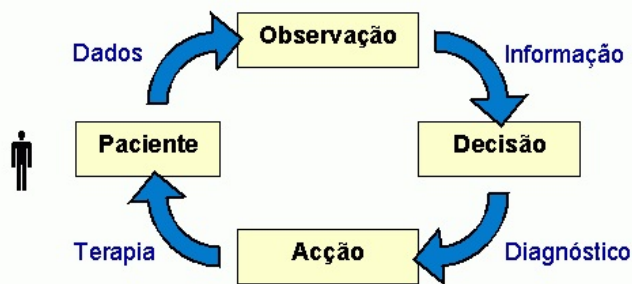 Observação
Dados
Informação
Paciente
Decisão
Terapia
Acção
Diagnóstico